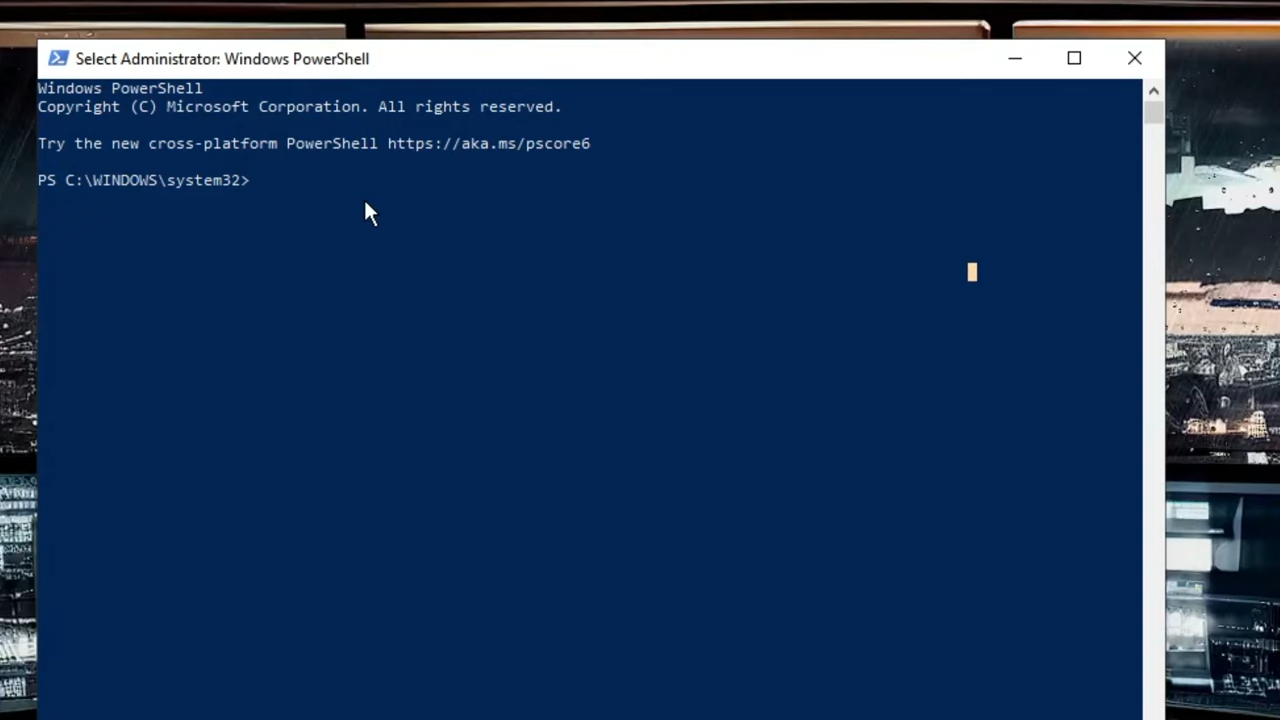 Select Administrator: Windows PowerShell
Windows PowerShell
Copyright (C) Microsoft Corporation. All rights reserved.
Try the new cross-platform PowerShell https://aka.ms/pscore6
PS C:\WINDOWS\system32>